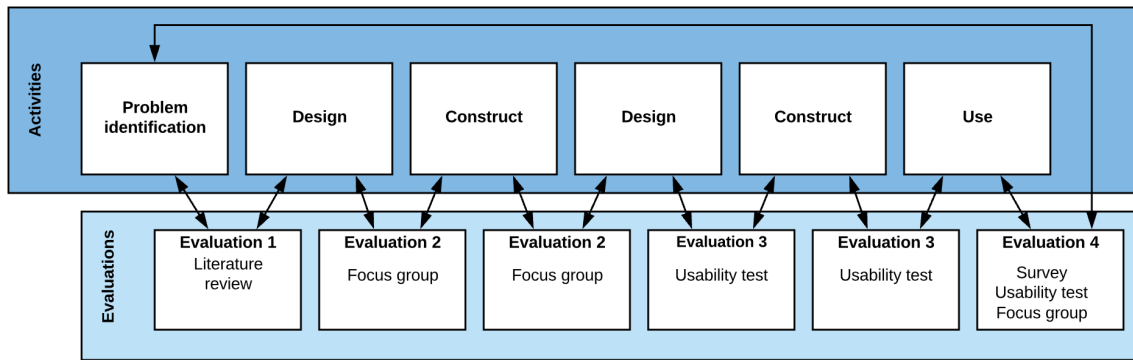 Activities
Problem
identification
Design
Construct
Design
Construct
Use
Evaluations
Evaluation 1
Literature
review
Evaluation 2
Focus group
Evaluation 2
Focus group
Evaluation 3
Usability test
Evaluation 3
Usability test
Evaluation 4
Survey
Usability test
Focus group